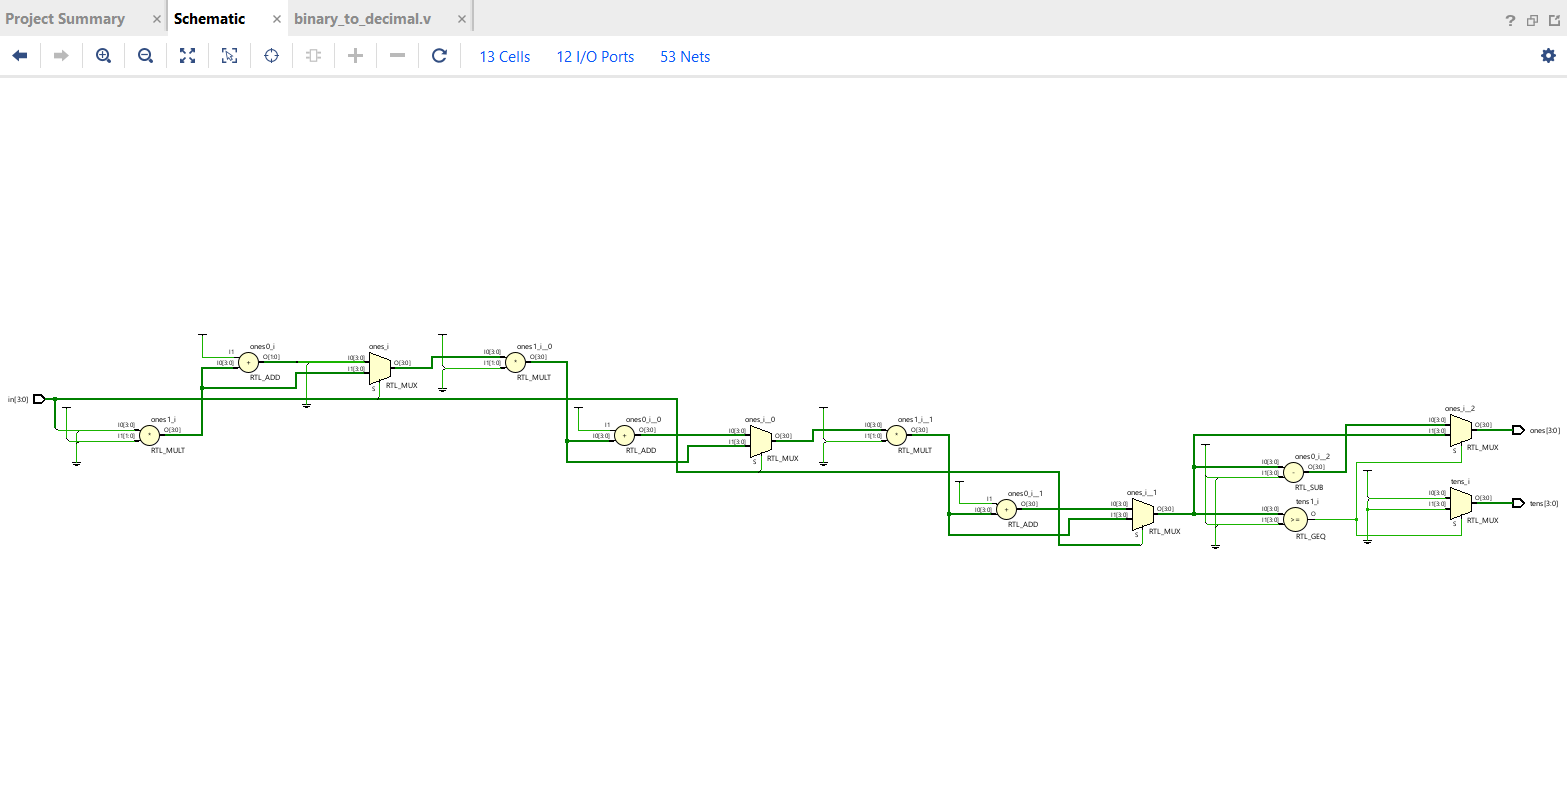 Project Summary × Schematic × binary_to_decimal.v ×
13 Cells 12 I/O Ports 53 Nets
in[3:0]
ones1_i
I0[3:0]
I1[1:0]
*
O[3:0]
RTL_MULT
ones0_i
I1
I0[3:0]
+
O[1:0]
RTL_ADD
ones_i
I0[3:0]
I1[3:0]
S
O[3:0]
RTL_MUX
ones1_i__0
I0[3:0]
I1[1:0]
*
O[3:0]
RTL_MULT
ones0_i__0
I1
I0[3:0]
+
O[3:0]
RTL_ADD
ones_i__0
I0[3:0]
I1[3:0]
S
O[3:0]
RTL_MUX
ones1_i__1
I0[3:0]
I1[1:0]
*
O[3:0]
RTL_MULT
ones0_i__1
I1
I0[3:0]
+
O[3:0]
RTL_ADD
ones_i__1
I0[3:0]
I1[3:0]
S
O[3:0]
RTL_MUX
ones0_i__2
I0[3:0]
I1[3:0]
-
O[3:0]
RTL_SUB
tens1_i
I0[3:0]
I1[3:0]
>=
O
RTL_GEQ
ones_i__2
I0[3:0]
I1[3:0]
S
O[3:0]
RTL_MUX
ones[3:0]
tens_i
I0[3:0]
I1[3:0]
S
O[3:0]
RTL_MUX
tens[3:0]